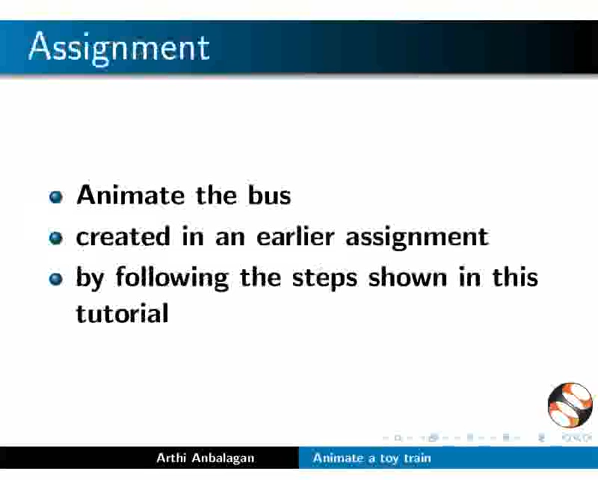 Assignment
Animate the bus
created in an earlier assignment
by following the steps shown in this
tutorial
Arthi Anbalagan
Animate a toy train